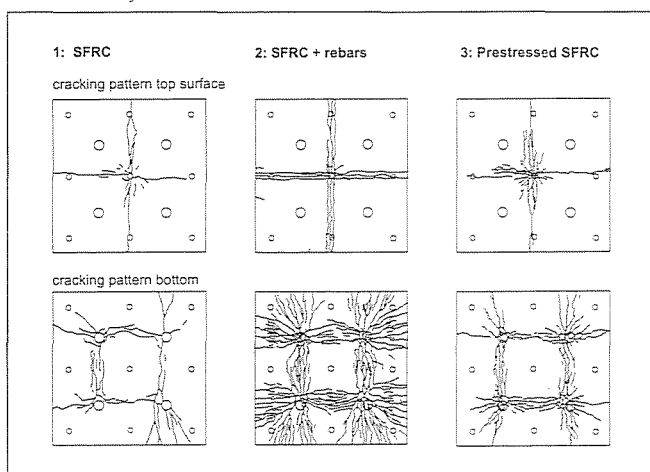 1: SFRC 2: SFRC + rebars 3: Prestressed SFRC
cracking pattern top surface
cracking pattern bottom